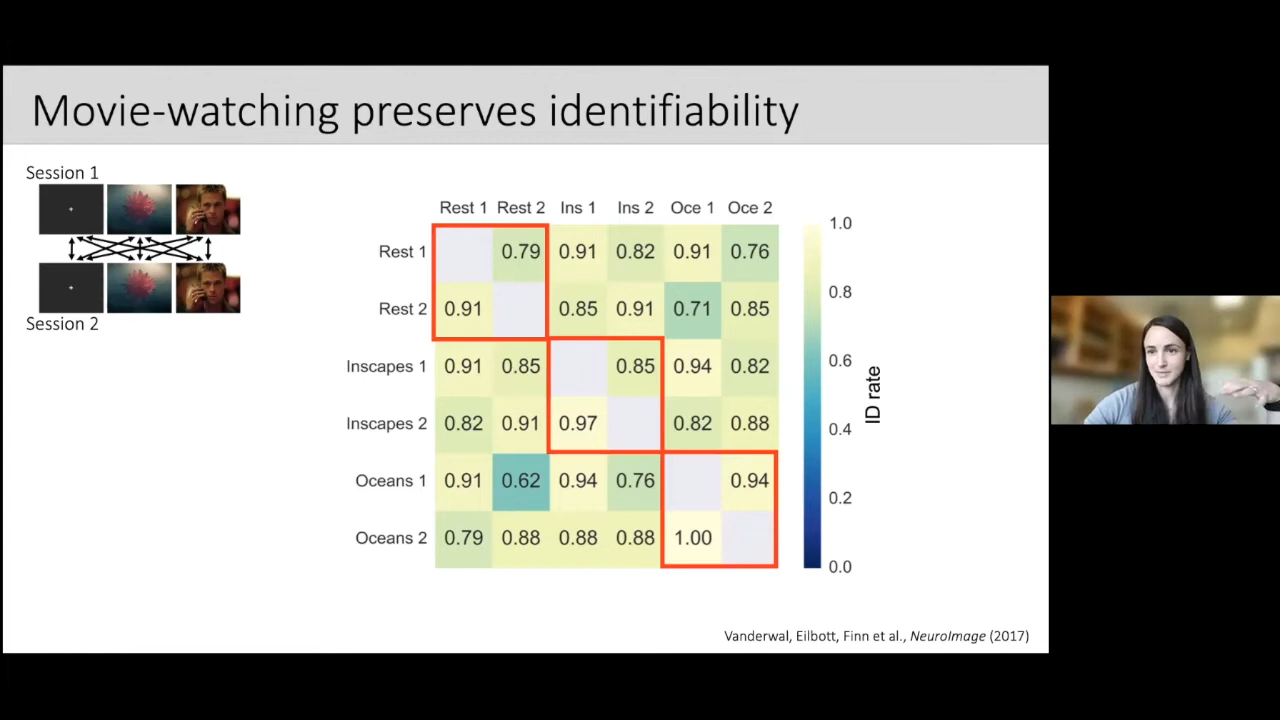 Movie-watching preserves identifiability
Session 1
Session 2
Rest 1 Rest 2 Ins 1 Ins 2 Oce 1 Oce 2
Rest 1 0.79 0.91 0.82 0.91 0.76
Rest 2 0.91 0.85 0.91 0.71 0.85
Inscapes 1 0.91 0.85 0.85 0.94 0.82
Inscapes 2 0.82 0.91 0.97 0.82 0.88
Oceans 1 0.91 0.62 0.94 0.76 0.94
Oceans 2 0.79 0.88 0.88 0.88 1.00
1.0
0.8
0.6
0.4
0.2
0.0
ID rate
Vanderwal, Eilbott, Finn et al., NeuroImage (2017)